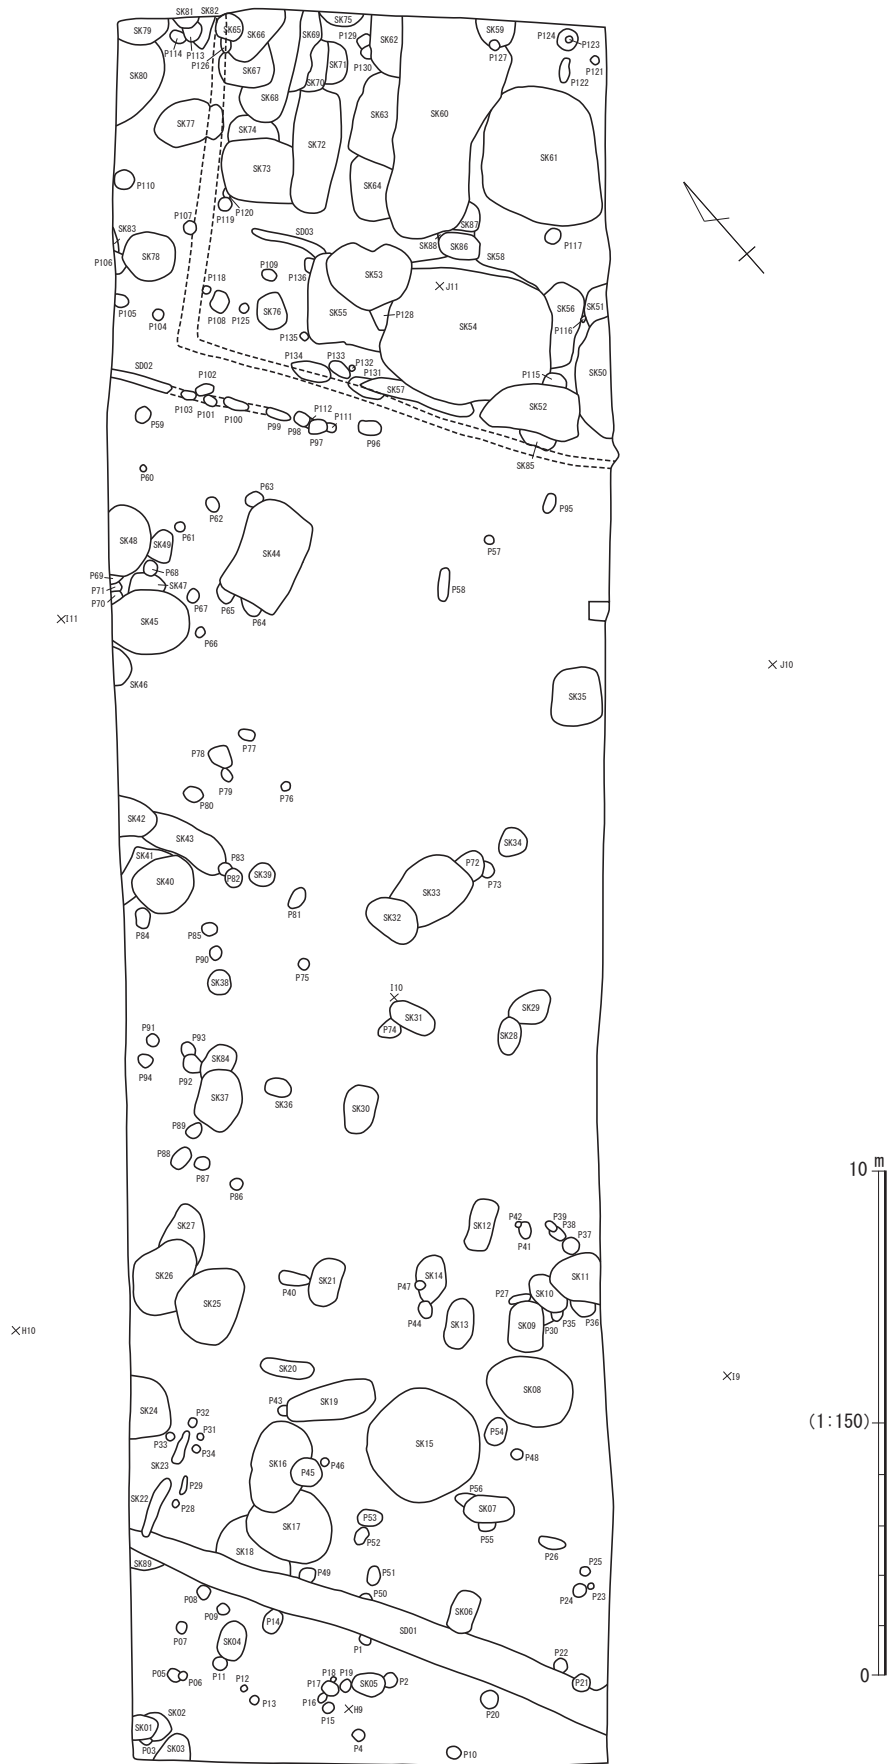 SK81 SK82 SK75
SK79 SK65 SK66 SK69 P129 SK62 SK59 P124 P123
P114 P113 P126 P130 P127 P121
SK80 SK67 SK70 SK71 P122
SK68 SK63 SK60
SK77 SK74 SK72 SK61
SK73 SK64
P110 P120
P107 P119 SK87
SK83 SD03 SK88 SK86 P117
P106 SK78 P109 P136 SK53 SK58
P118 J11
P105 P104 P108 P125 SK76 SK55 P128 SK54 SK56 SK51
P116
P135
P134 P133 P132 SK50
SD02 P102 P131 P115
P103 P101 P100 SK57 SK52
P59 P99 P98 P112 P111
P97 P96
SK85
P60
P63
P62 P95
SK48 SK49 P61 SK44 P57
P69 P68
P71 SK47 P58
P70 P67 P65
I11 SK45 P64
P66
J10
SK46 SK35
P77
P78
P79 P76
P80
SK42
SK43 SK34
SK41 P83 P72
SK40 P82 SK39 SK33 P73
P81
P84 SK32
P85
P90 P75
SK38 I10
SK31 SK29
P91 P93 P74 SK28
P94 P92 SK84
SK37 SK36 SK30
P89
P88 P87
P86
10 m
SK27 SK12 P42 P39 P38 P37
P41
SK26 P40 SK21 P47 SK14 SK11
SK25 P27 SK10
P44 SK13 SK09 P30 P35 P36
H10
SK20 SK08 I9
SK24 SK19
P32 P43
P33 P31 P54 (1:150)
SK23 P34 SK16 P45 P46 SK15 P48
P29
SK22 P28 P56 SK07
SK17 P53 P55
P52 P26
SK18
SK89 P49 P51 P25
P08 P50 P24 P23
P09 P14 SK06
P07 SK04 SD01
P1 P22
P05 P06 P11 P18 P19 SK05 P2 P21 0
P12 P17
P13 P16 P15 H9 P20
SK01 SK02
P03 SK03 P4 P10